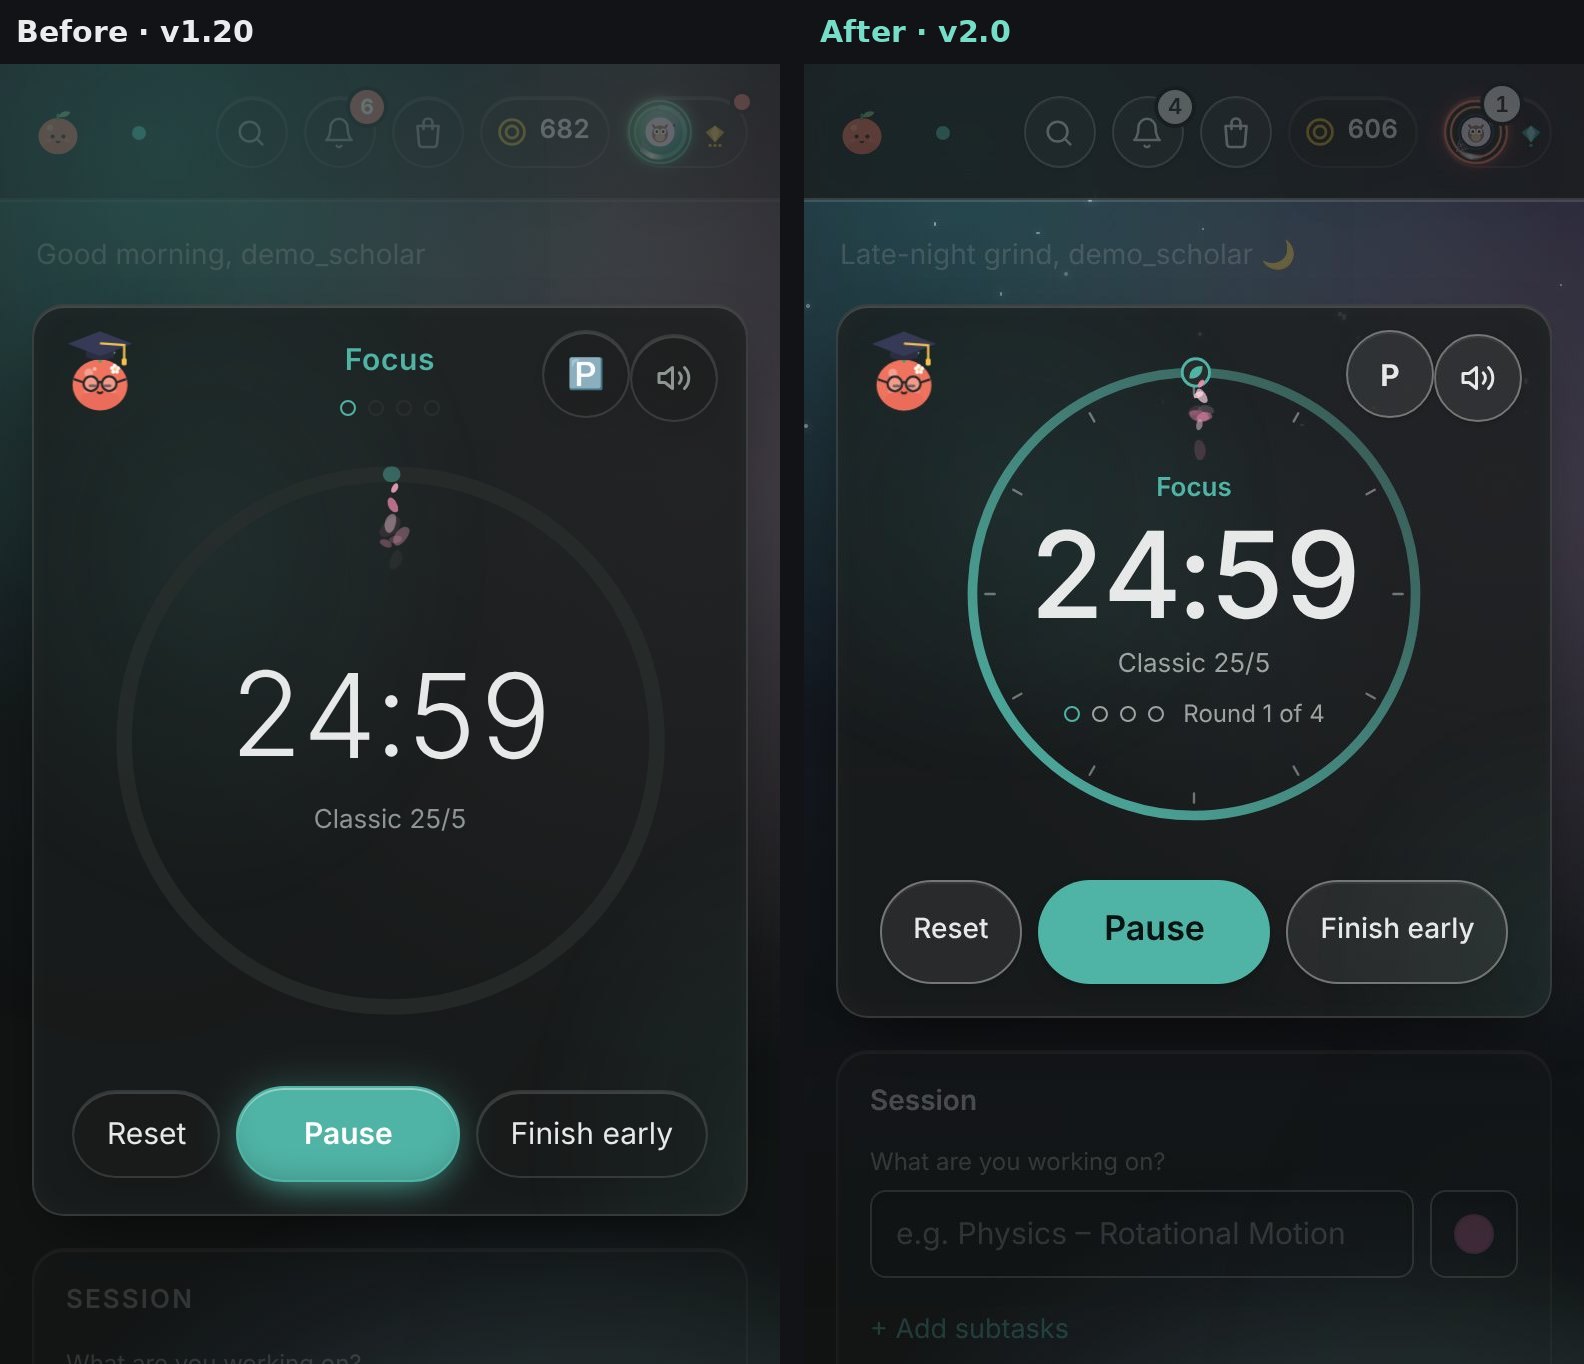 Before · v1.20
6
682
Good morning, demo_scholar
Focus
P
24:59
Classic 25/5
Reset
Pause
Finish early
SESSION
What are you working on?
After · v2.0
4
606
1
Late-night grind, demo_scholar 🌙
P
Focus
24:59
Classic 25/5
Round 1 of 4
Reset
Pause
Finish early
Session
What are you working on?
e.g. Physics – Rotational Motion
+ Add subtasks